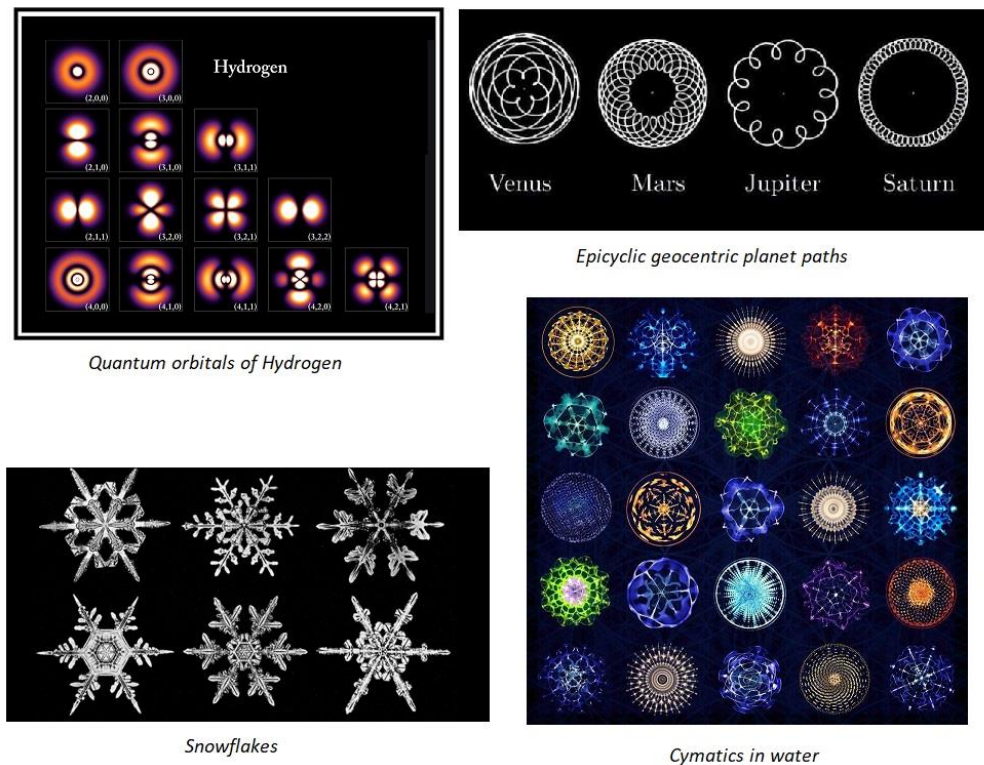 Hydrogen
(2,0,0)
(3,0,0)
(2,1,0)
(3,1,0)
(3,1,1)
(2,1,1)
(3,2,0)
(3,2,1)
(3,2,2)
(4,0,0)
(4,1,0)
(4,1,1)
(4,2,0)
(4,2,1)
Quantum orbitals of Hydrogen
Venus Mars Jupiter Saturn
Epicyclic geocentric planet paths
Snowflakes
Cymatics in water